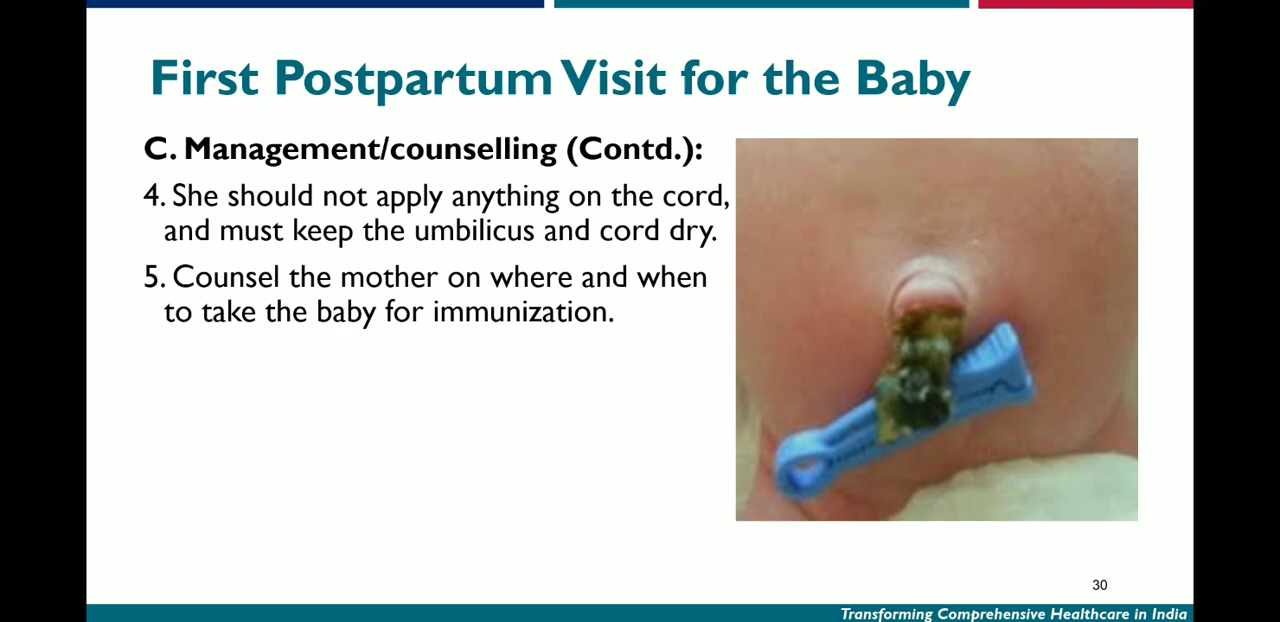 First Postpartum Visit for the Baby
C. Management/counselling (Contd.):
4. She should not apply anything on the cord,
and must keep the umbilicus and cord dry.
5. Counsel the mother on where and when
to take the baby for immunization.
30
Transforming Comprehensive Healthcare in India